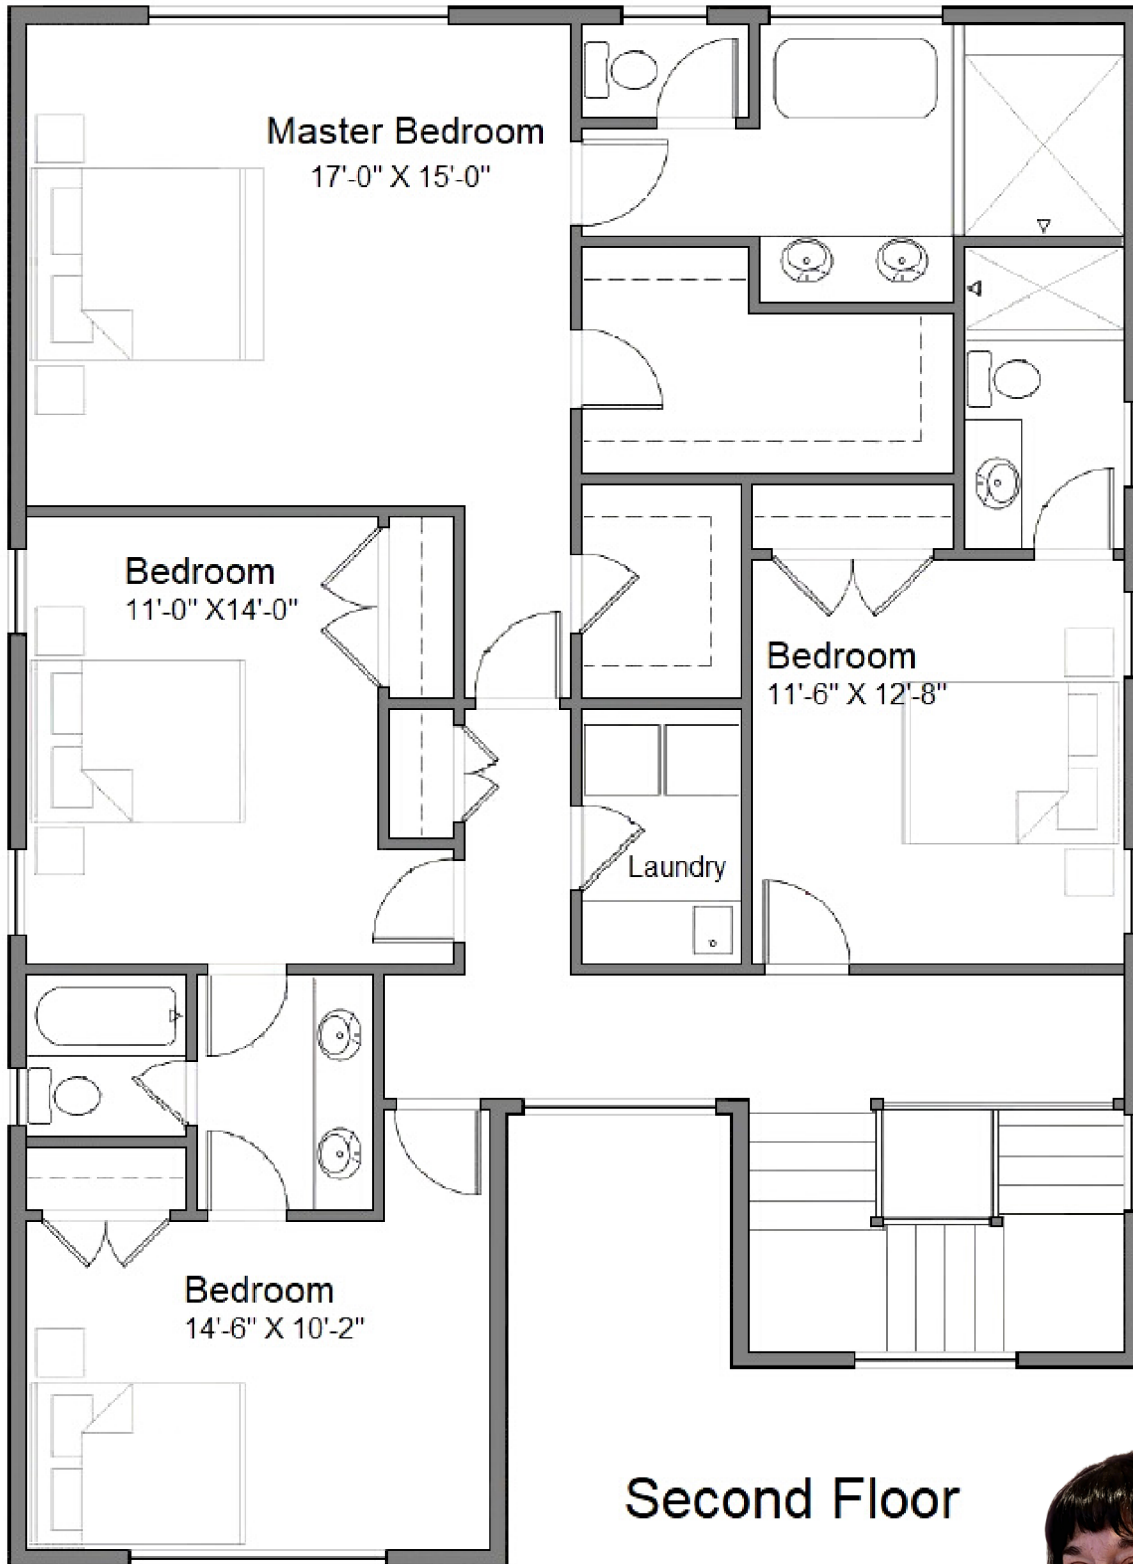 Master Bedroom
17'-0" X 15'-0"
Bedroom
11'-0" X14'-0"
Bedroom
11'-6" X 12'-8"
Laundry
Bedroom
14'-6" X 10'-2"
Second Floor